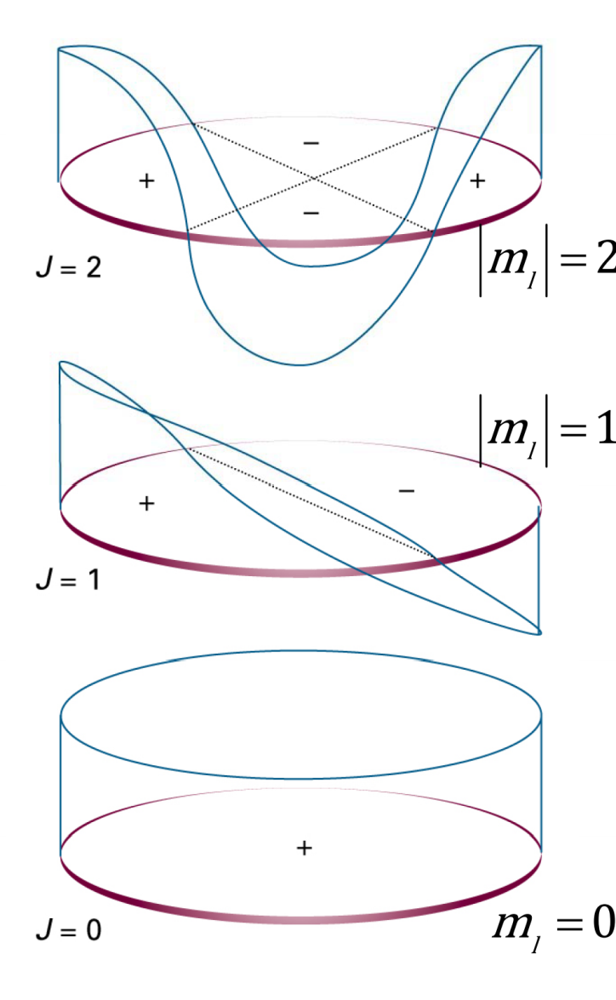 −
+ +
−
J = 2
|m_l| = 2
|m_l| = 1
+ −
J = 1
+
J = 0
m_l = 0